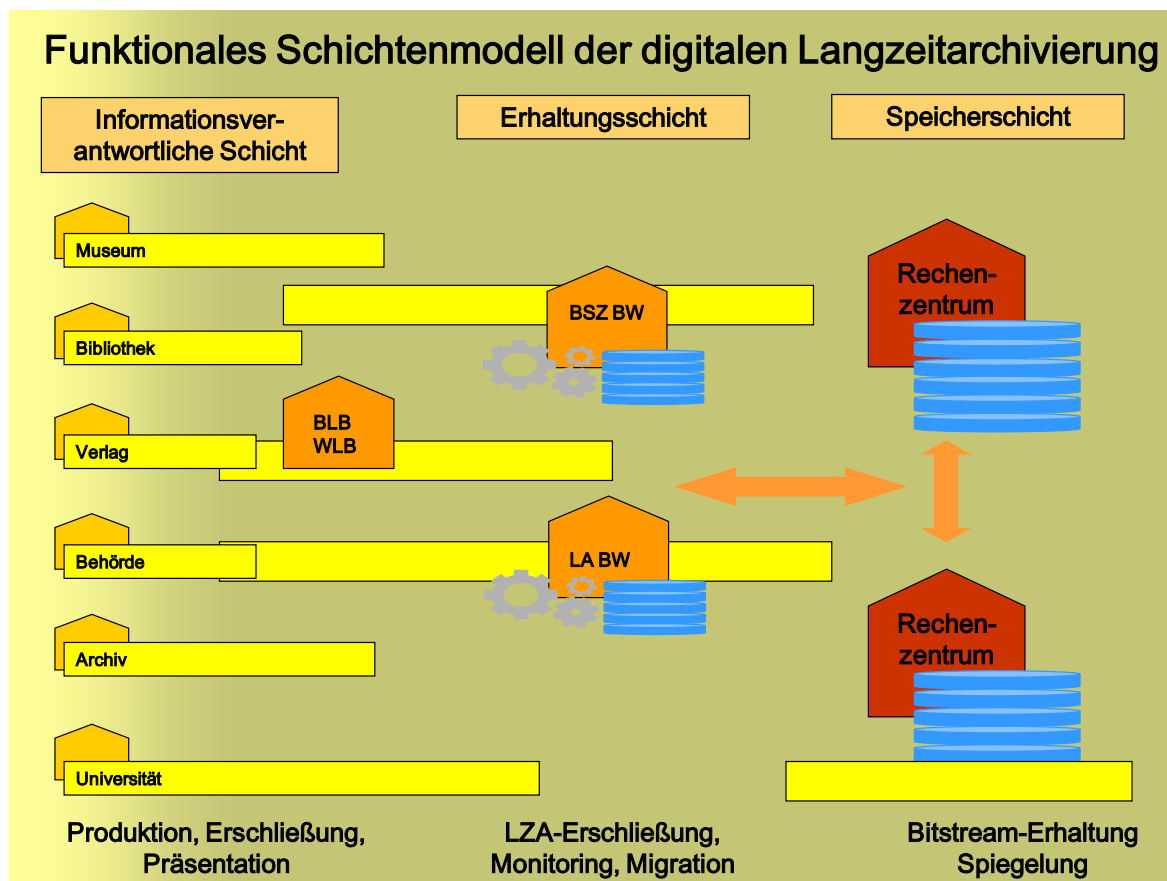 Funktionales Schichtenmodell der digitalen Langzeitarchivierung
Informationsver-
antwortliche Schicht
Erhaltungsschicht
Speicherschicht
Museum
Bibliothek
Verlag
Behörde
Archiv
Universität
BLB
WLB
BSZ BW
LA BW
Rechen-
zentrum
Rechen-
zentrum
Produktion, Erschließung,
Präsentation
LZA-Erschließung,
Monitoring, Migration
Bitstream-Erhaltung
Spiegelung